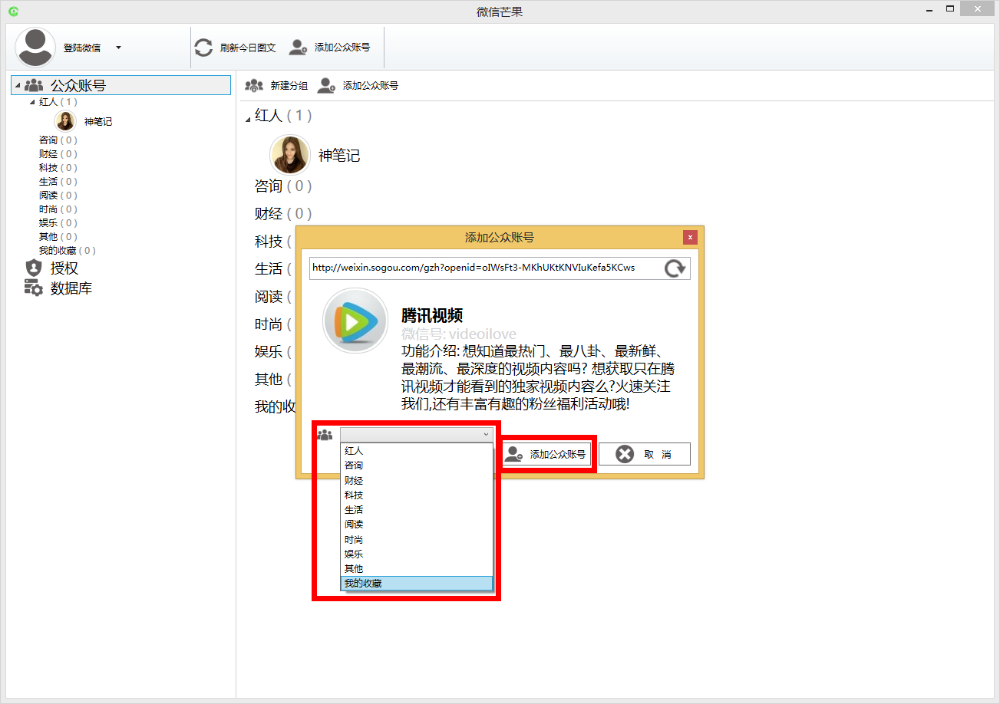 微信芒果
登陆微信
刷新今日图文
添加公众账号
公众账号
红人 ( 1 )
神笔记
咨询 ( 0 )
财经 ( 0 )
科技 ( 0 )
生活 ( 0 )
阅读 ( 0 )
时尚 ( 0 )
娱乐 ( 0 )
其他 ( 0 )
我的收藏 ( 0 )
授权
数据库
新建分组
添加公众账号
红人 ( 1 )
神笔记
咨询 ( 0 )
财经 ( 0 )
科技 (
生活 (
阅读 (
时尚 (
娱乐 (
其他 (
我的收
添加公众账号
http://weixin.sogou.com/gzh?openid=oIWsFt3-MKhUKtKNVIuKefa5KCws
腾讯视频
微信号: videoilove
功能介绍: 想知道最热门、最八卦、最新鲜、
最潮流、最深度的视频内容吗? 想获取只在腾
讯视频才能看到的独家视频内容么?火速关注
我们,还有丰富有趣的粉丝福利活动哦!
红人
咨询
财经
科技
生活
阅读
时尚
娱乐
其他
我的收藏
添加公众账号
取 消